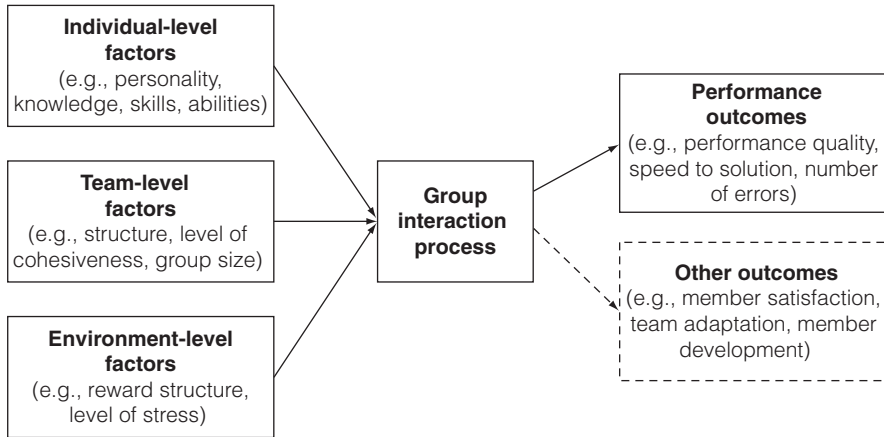 Individual-level
factors
(e.g., personality,
knowledge, skills, abilities)
Team-level
factors
(e.g., structure, level of
cohesiveness, group size)
Environment-level
factors
(e.g., reward structure,
level of stress)
Group
interaction
process
Performance
outcomes
(e.g., performance quality,
speed to solution, number
of errors)
Other outcomes
(e.g., member satisfaction,
team adaptation, member
development)